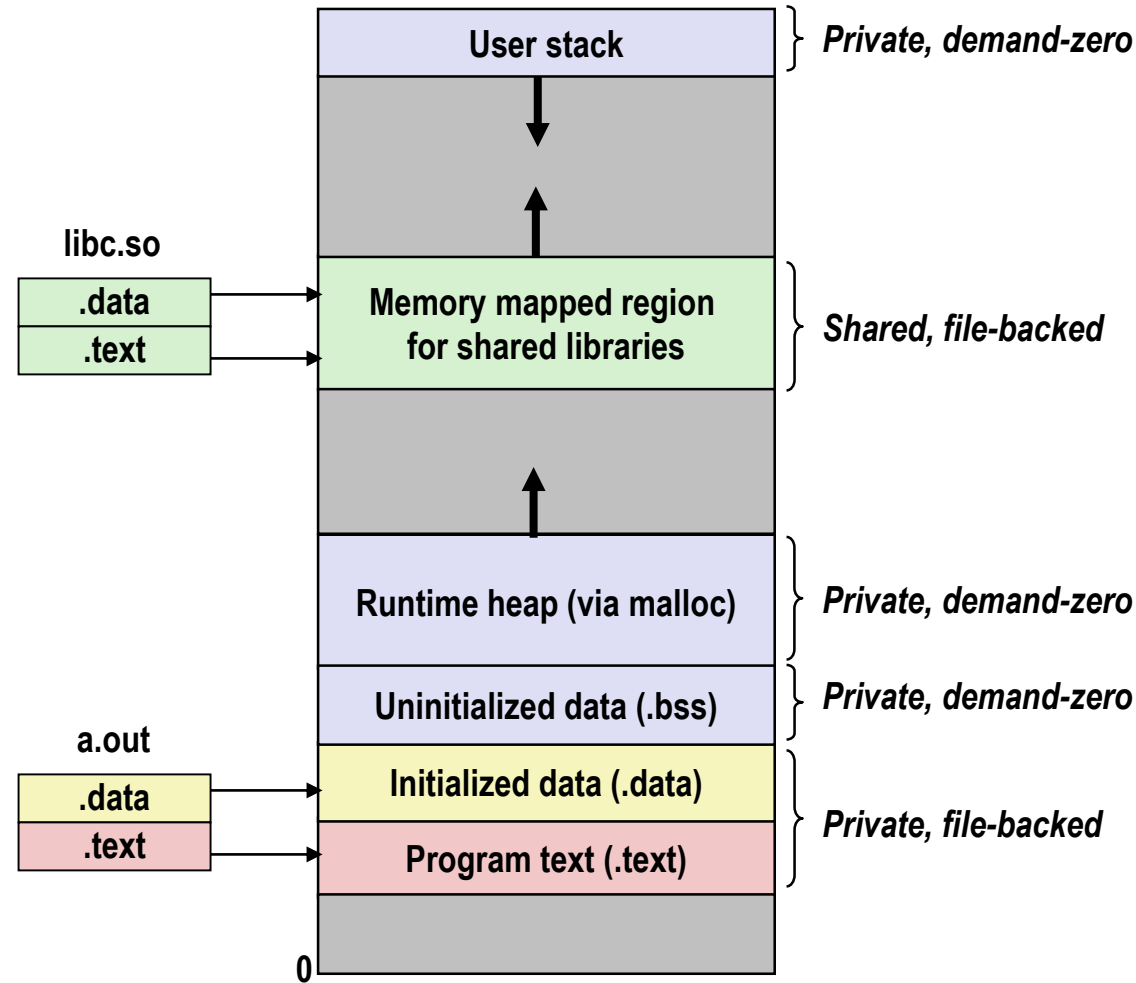 User stack
Private, demand-zero
libc.so
.data
.text
Memory mapped region
for shared libraries
Shared, file-backed
Runtime heap (via malloc)
Private, demand-zero
Uninitialized data (.bss)
Private, demand-zero
a.out
.data
.text
Initialized data (.data)
Program text (.text)
Private, file-backed
0